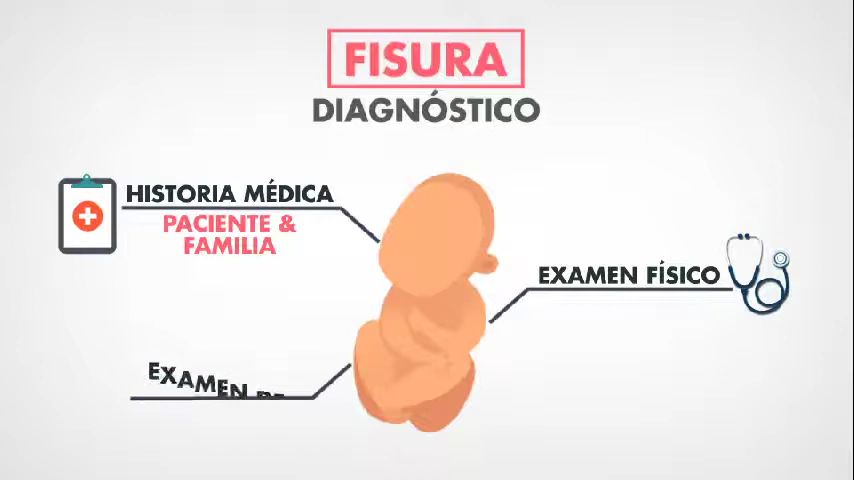 FISURA
DIAGNÓSTICO
HISTORIA MÉDICA
PACIENTE &
FAMILIA
EXAMEN FÍSICO
EXAMEN